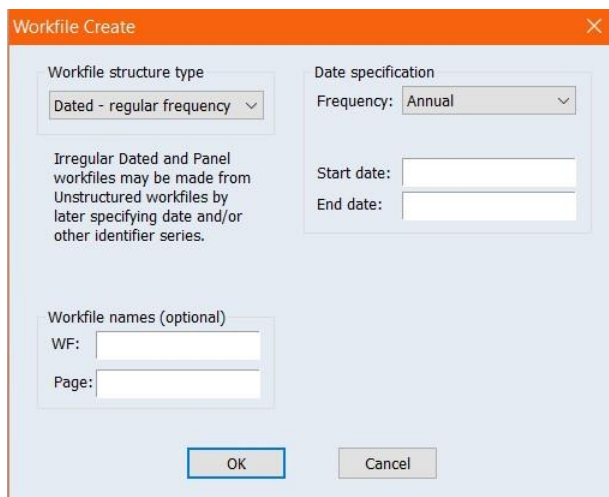 Workfile Create
Workfile structure type
Dated - regular frequency
Irregular Dated and Panel
workfiles may be made from
Unstructured workfiles by
later specifying date and/or
other identifier series.
Date specification
Frequency: Annual
Start date:
End date:
Workfile names (optional)
WF:
Page:
OK
Cancel